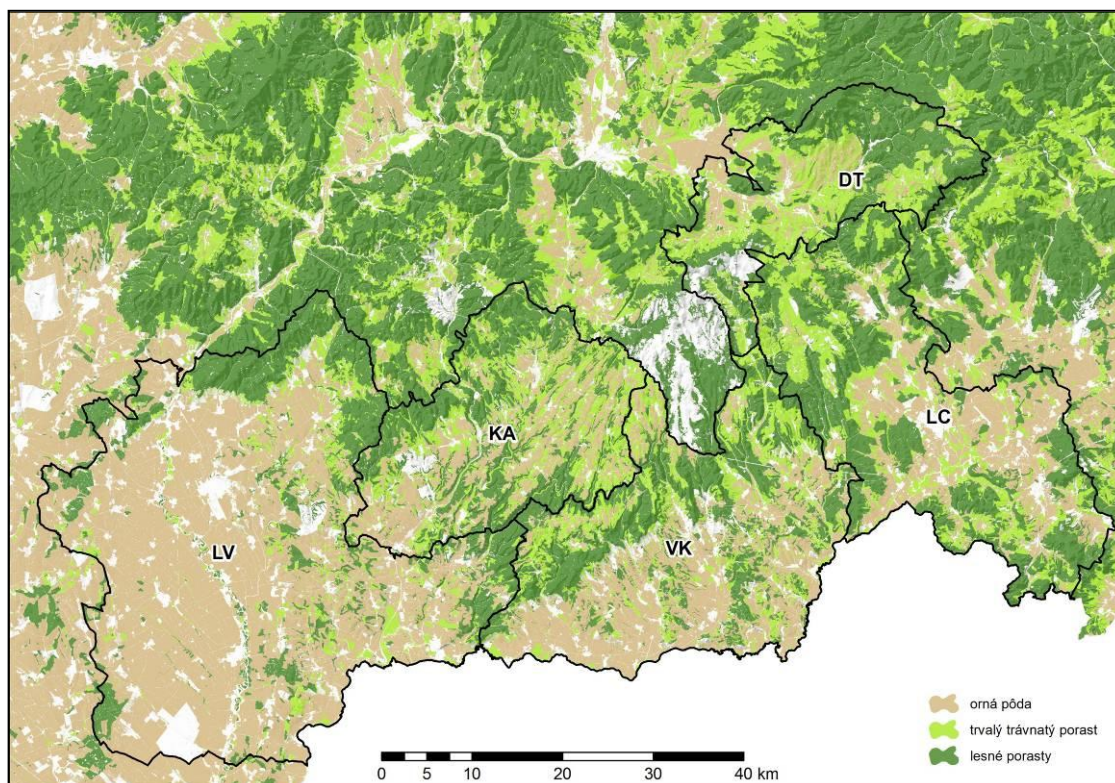 DT
LC
KA
LV
VK
orná pôda
trvalý trávnatý porast
lesné porasty
0 5 10 20 30 40 km